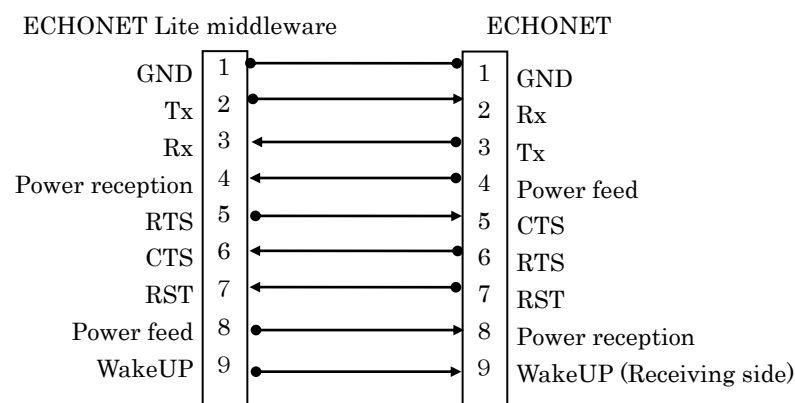 ECHONET Lite middleware ECHONET
GND 1 1 GND
Tx 2 2 Rx
Rx 3 3 Tx
Power reception 4 4 Power feed
RTS 5 5 CTS
CTS 6 6 RTS
RST 7 7 RST
Power feed 8 8 Power reception
WakeUP 9 9 WakeUP (Receiving side)